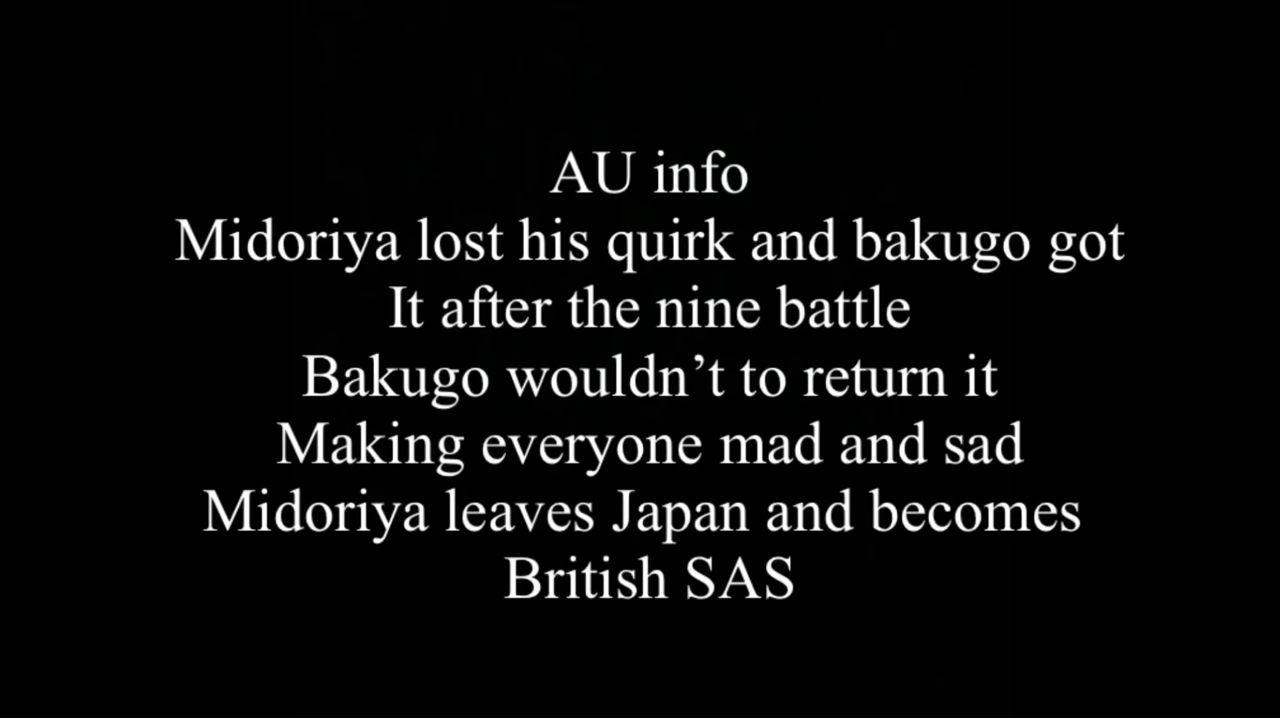 AU info
Midoriya lost his quirk and bakugo got
It after the nine battle
Bakugo wouldn’t to return it
Making everyone mad and sad
Midoriya leaves Japan and becomes
British SAS